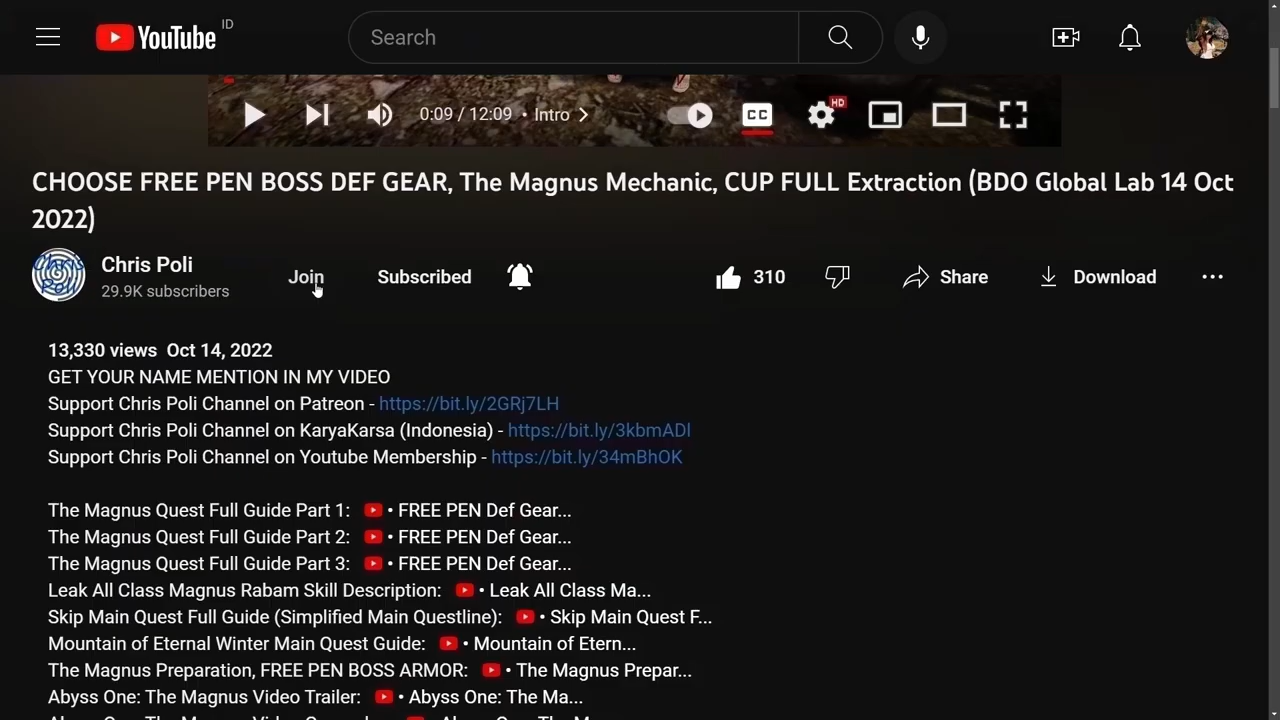 YouTube ID
Search
0:09 / 12:09 • Intro
CC
HD
CHOOSE FREE PEN BOSS DEF GEAR, The Magnus Mechanic, CUP FULL Extraction (BDO Global Lab 14 Oct
2022)
Chris Poli
Chris Poli
29.9K subscribers
Join
Subscribed
310
Share
Download
13,330 views Oct 14, 2022
GET YOUR NAME MENTION IN MY VIDEO
Support Chris Poli Channel on Patreon - https://bit.ly/2GRj7LH
Support Chris Poli Channel on KaryaKarsa (Indonesia) - https://bit.ly/3kbmADl
Support Chris Poli Channel on Youtube Membership - https://bit.ly/34mBhOK
The Magnus Quest Full Guide Part 1: • FREE PEN Def Gear...
The Magnus Quest Full Guide Part 2: • FREE PEN Def Gear...
The Magnus Quest Full Guide Part 3: • FREE PEN Def Gear...
Leak All Class Magnus Rabam Skill Description: • Leak All Class Ma...
Skip Main Quest Full Guide (Simplified Main Questline): • Skip Main Quest F...
Mountain of Eternal Winter Main Quest Guide: • Mountain of Etern...
The Magnus Preparation, FREE PEN BOSS ARMOR: • The Magnus Prepar...
Abyss One: The Magnus Video Trailer: • Abyss One: The Ma...